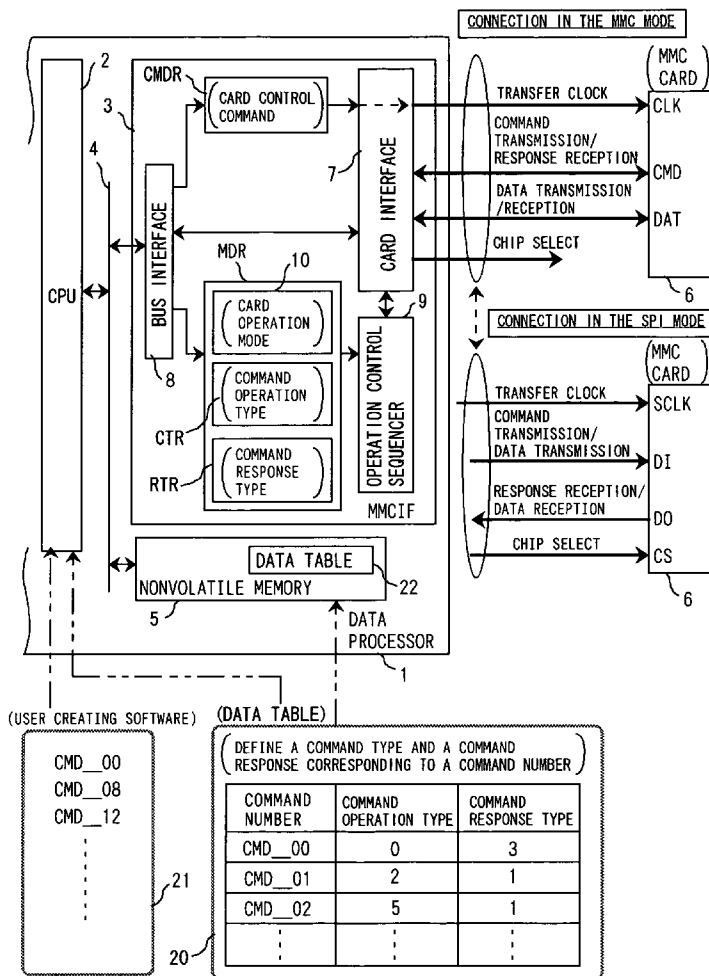 CONNECTION IN THE MMC MODE
2
3
4
CPU
CMDR
(CARD CONTROL
COMMAND)
BUS INTERFACE
8
7
CARD INTERFACE
MDR
10
(CARD
OPERATION
MODE)
(COMMAND
OPERATION
TYPE)
CTR
(COMMAND
RESPONSE
TYPE)
RTR
9
OPERATION CONTROL
SEQUENCER
MMCIF
DATA TABLE
22
NONVOLATILE MEMORY
5
DATA
PROCESSOR
1
(MMC
CARD)
TRANSFER CLOCK
CLK
COMMAND
TRANSMISSION/
RESPONSE RECEPTION
CMD
DATA TRANSMISSION
/RECEPTION
DAT
CHIP SELECT
6
CONNECTION IN THE SPI MODE
(MMC
CARD)
TRANSFER CLOCK
SCLK
COMMAND
TRANSMISSION/
DATA TRANSMISSION
DI
RESPONSE RECEPTION/
DATA RECEPTION
DO
CHIP SELECT
CS
6
(USER CREATING SOFTWARE)
CMD__00
CMD__08
CMD__12
21
(DATA TABLE)
(DEFINE A COMMAND TYPE AND A COMMAND
RESPONSE CORRESPONDING TO A COMMAND NUMBER)
COMMAND
NUMBER
COMMAND
OPERATION TYPE
COMMAND
RESPONSE TYPE
CMD__00 0 3
CMD__01 2 1
CMD__02 5 1
20